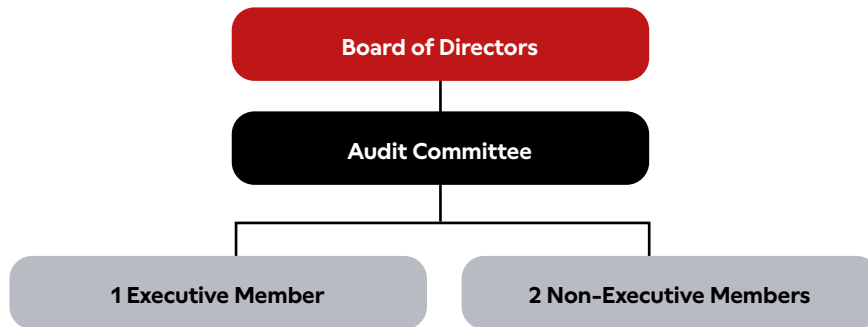 Board of Directors
Audit Committee
1 Executive Member
2 Non-Executive Members